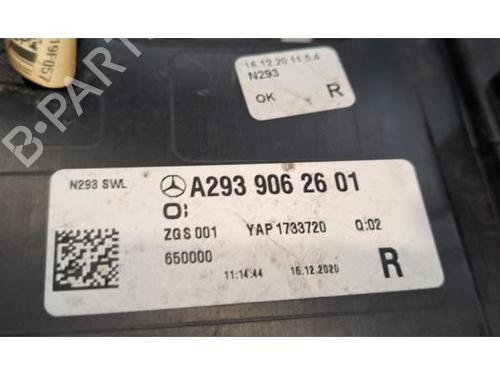 19F057
16.12.20 11:5:4
N293
OK R
B-PARTS
N293 SWL
A293 906 26 01
ZGS 001 YAP 1733720 Q:02
650000
11:14:44 16.12.2020
R